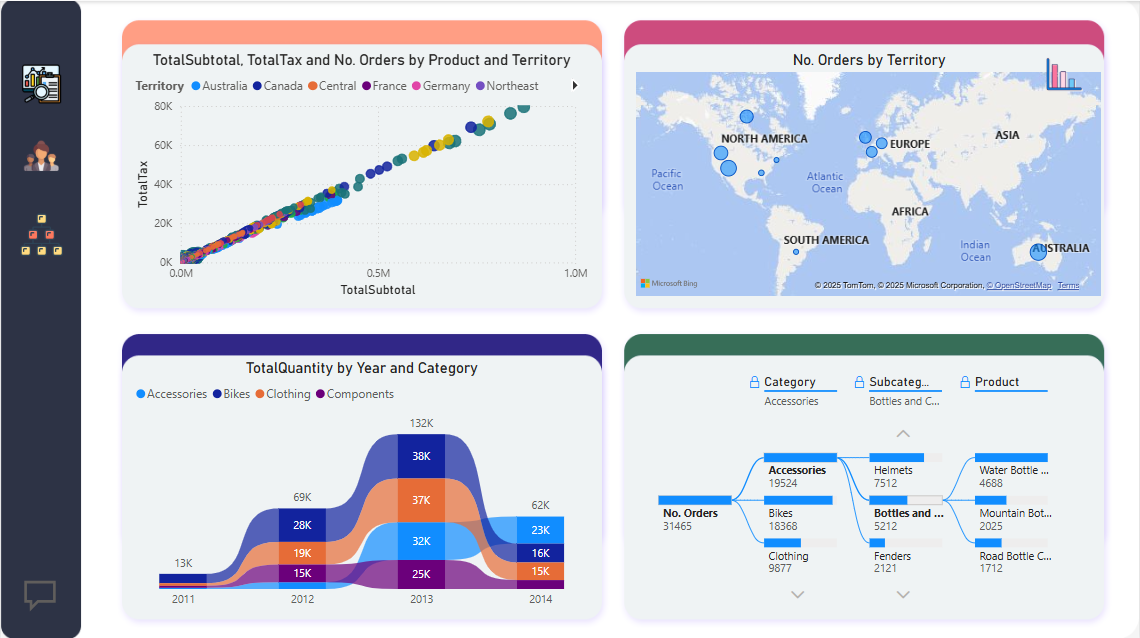 TotalSubtotal, TotalTax and No. Orders by Product and Territory
Territory Australia Canada Central France Germany Northeast
80K
60K
40K
20K
0K
TotalTax
0.0M 0.5M 1.0M
TotalSubtotal
No. Orders by Territory
NORTH AMERICA
EUROPE
ASIA
Pacific
Ocean
Atlantic
Ocean
AFRICA
SOUTH AMERICA
Indian
Ocean
AUSTRALIA
Microsoft Bing
© 2025 TomTom, © 2025 Microsoft Corporation, © OpenStreetMap Terms
TotalQuantity by Year and Category
Accessories Bikes Clothing Components
13K
69K
28K
19K
15K
132K
38K
37K
32K
25K
62K
23K
16K
15K
2011 2012 2013 2014
Category Subcateg... Product
Accessories Bottles and C...
No. Orders
31465
Accessories
19524
Bikes
18368
Clothing
9877
Helmets
7512
Bottles and ...
5212
Fenders
2121
Water Bottle ...
4688
Mountain Bot...
2025
Road Bottle C...
1712